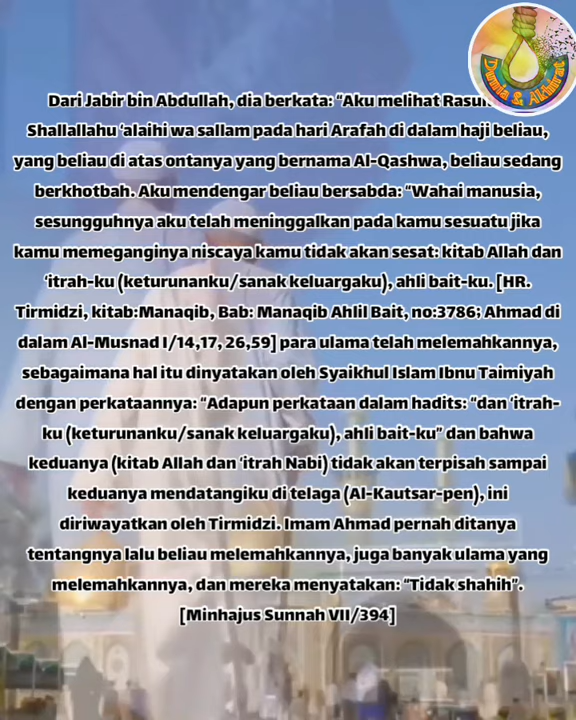 Dunia & Akhirat
Dari Jabir bin Abdullah, dia berkata: "Aku melihat
Shallallahu 'alaihi wa sallam pada hari Arafah di dalam haji beliau,
yang beliau di atas ontanya yang bernama Al-Qashwa, beliau sedang
berkhotbah. Aku mendengar beliau bersabda: "Wahai manusia,
sesungguhnya aku telah meninggalkan pada kamu sesuatu jika
kamu memeganginya niscaya kamu tidak akan sesat: kitab Allah dan
'itrah-ku (keturunanku/sanak keluargaku), ahli bait-ku. [HR.
Tirmidzi, kitab:Manaqib, Bab: Manaqib Ahlil Bait, no:3786; Ahmad di
dalam Al-Musnad I/14,17, 26,59] para ulama telah melemahkannya,
sebagaimana hal itu dinyatakan oleh Syaikhul Islam Ibnu Taimiyah
dengan perkataannya: "Adapun perkataan dalam hadits: "dan 'itrah-
ku (keturunanku/sanak keluargaku), ahli bait-ku" dan bahwa
keduanya (kitab Allah dan 'itrah Nabi) tidak akan terpisah sampai
keduanya mendatangiku di telaga (Al-Kautsar-pen), ini
diriwayatkan oleh Tirmidzi. Imam Ahmad pernah ditanya
tentangnya lalu beliau melemahkannya, juga banyak ulama yang
melemahkannya, dan mereka menyatakan: "Tidak shahih".
[Minhajus Sunnah VII/394]